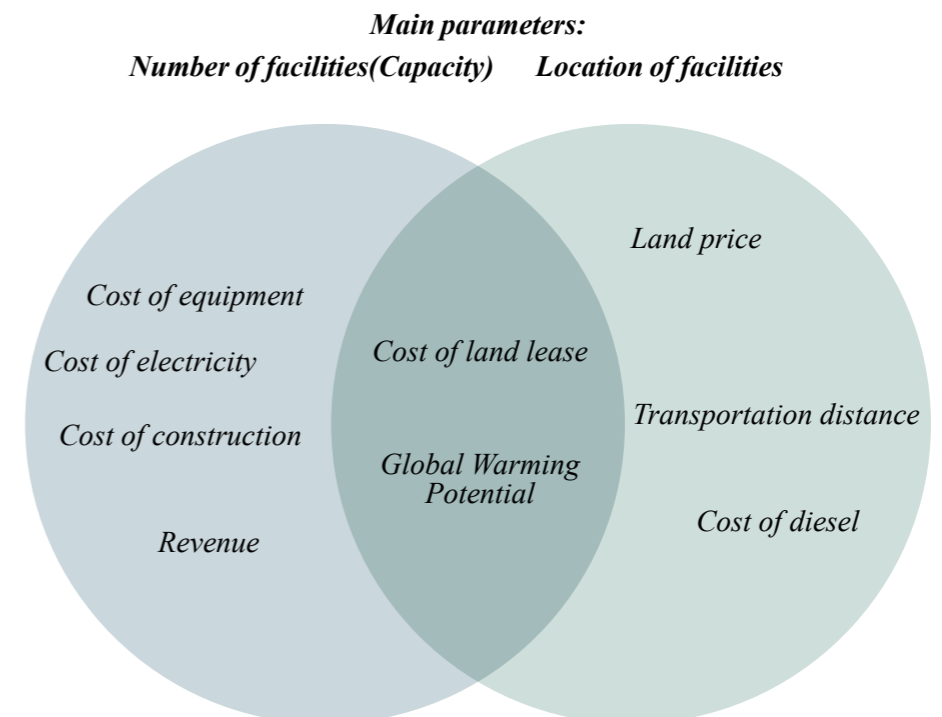 Main parameters:
Number of facilities(Capacity) Location of facilities
Land price
Cost of equipment
Cost of electricity
Cost of land lease
Cost of construction
Transportation distance
Global Warming
Potential
Cost of diesel
Revenue